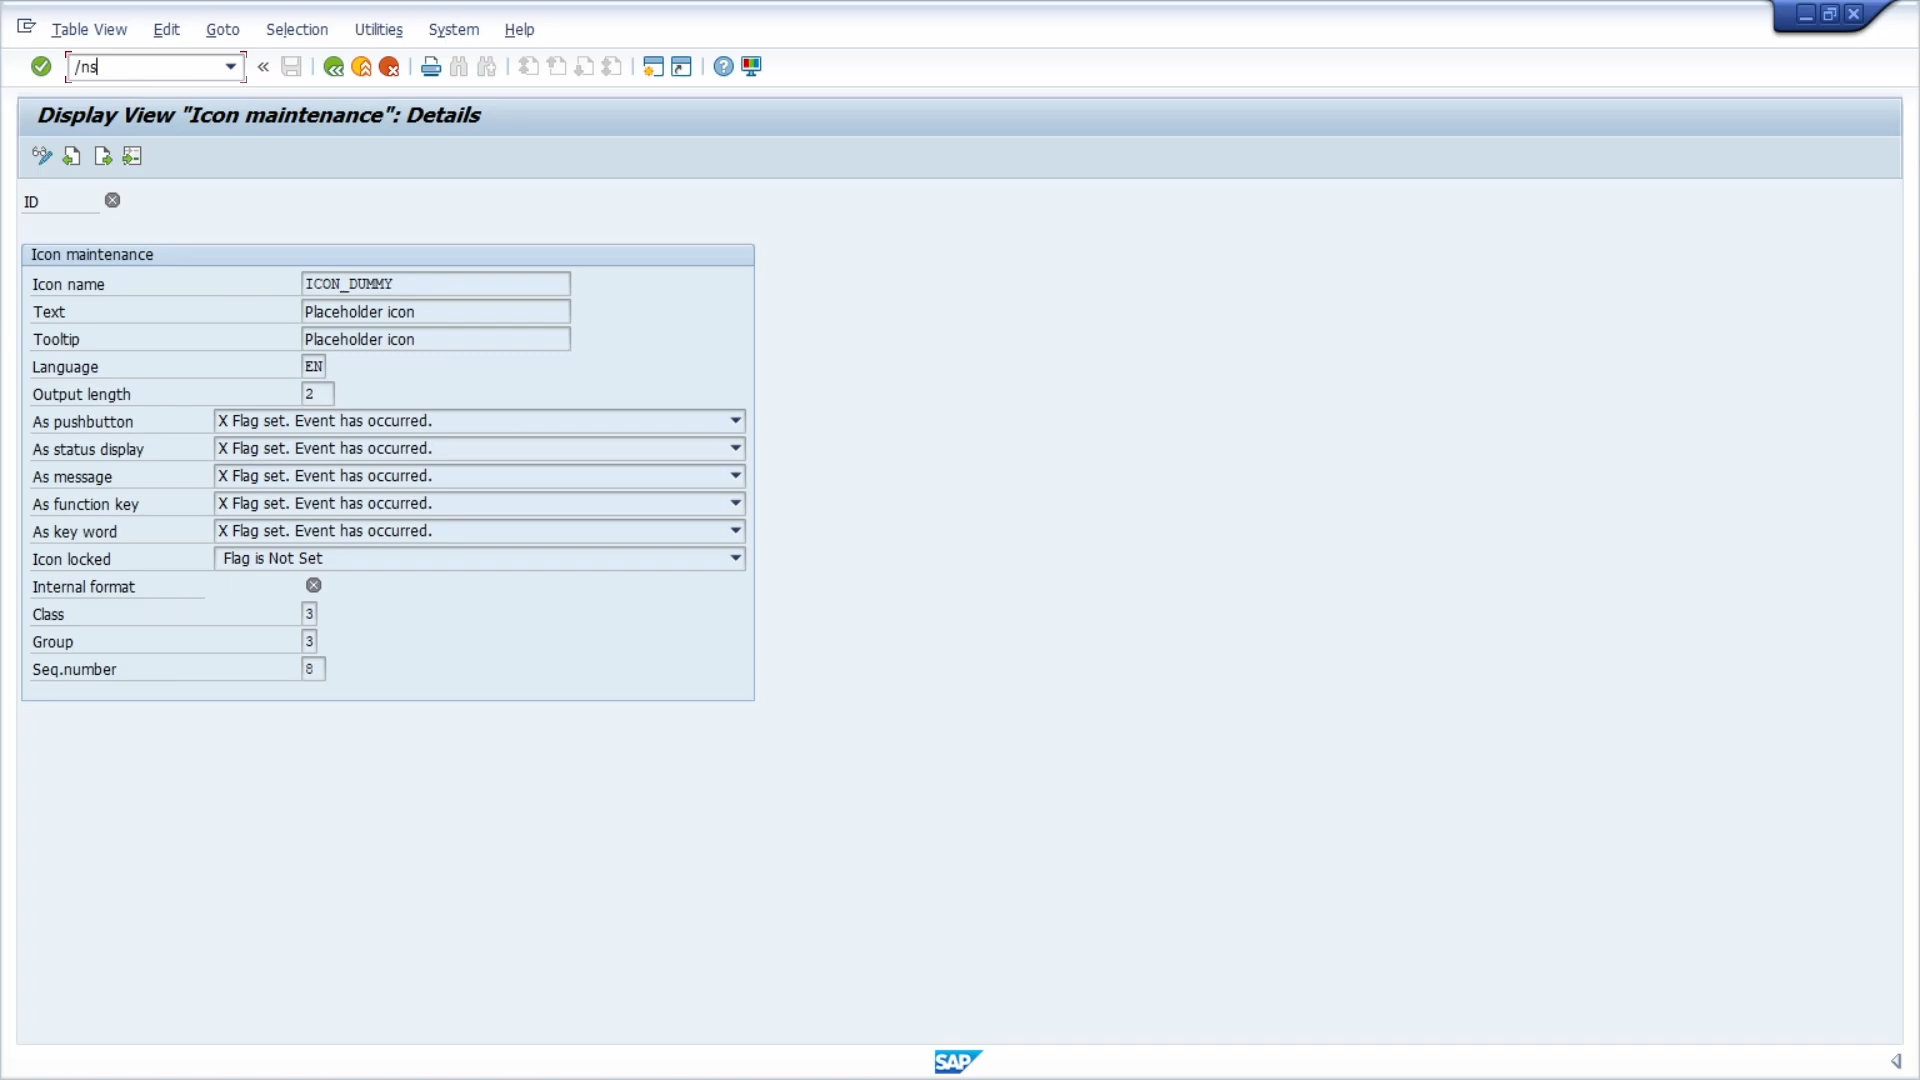 Table View Edit Goto Selection Utilities System Help
/ns
Display View "Icon maintenance": Details
ID
Icon maintenance
Icon name ICON_DUMMY
Text Placeholder icon
Tooltip Placeholder icon
Language EN
Output length 2
As pushbutton X Flag set. Event has occurred.
As status display X Flag set. Event has occurred.
As message X Flag set. Event has occurred.
As function key X Flag set. Event has occurred.
As key word X Flag set. Event has occurred.
Icon locked Flag is Not Set
Internal format
Class 3
Group 3
Seq.number 8
SAP